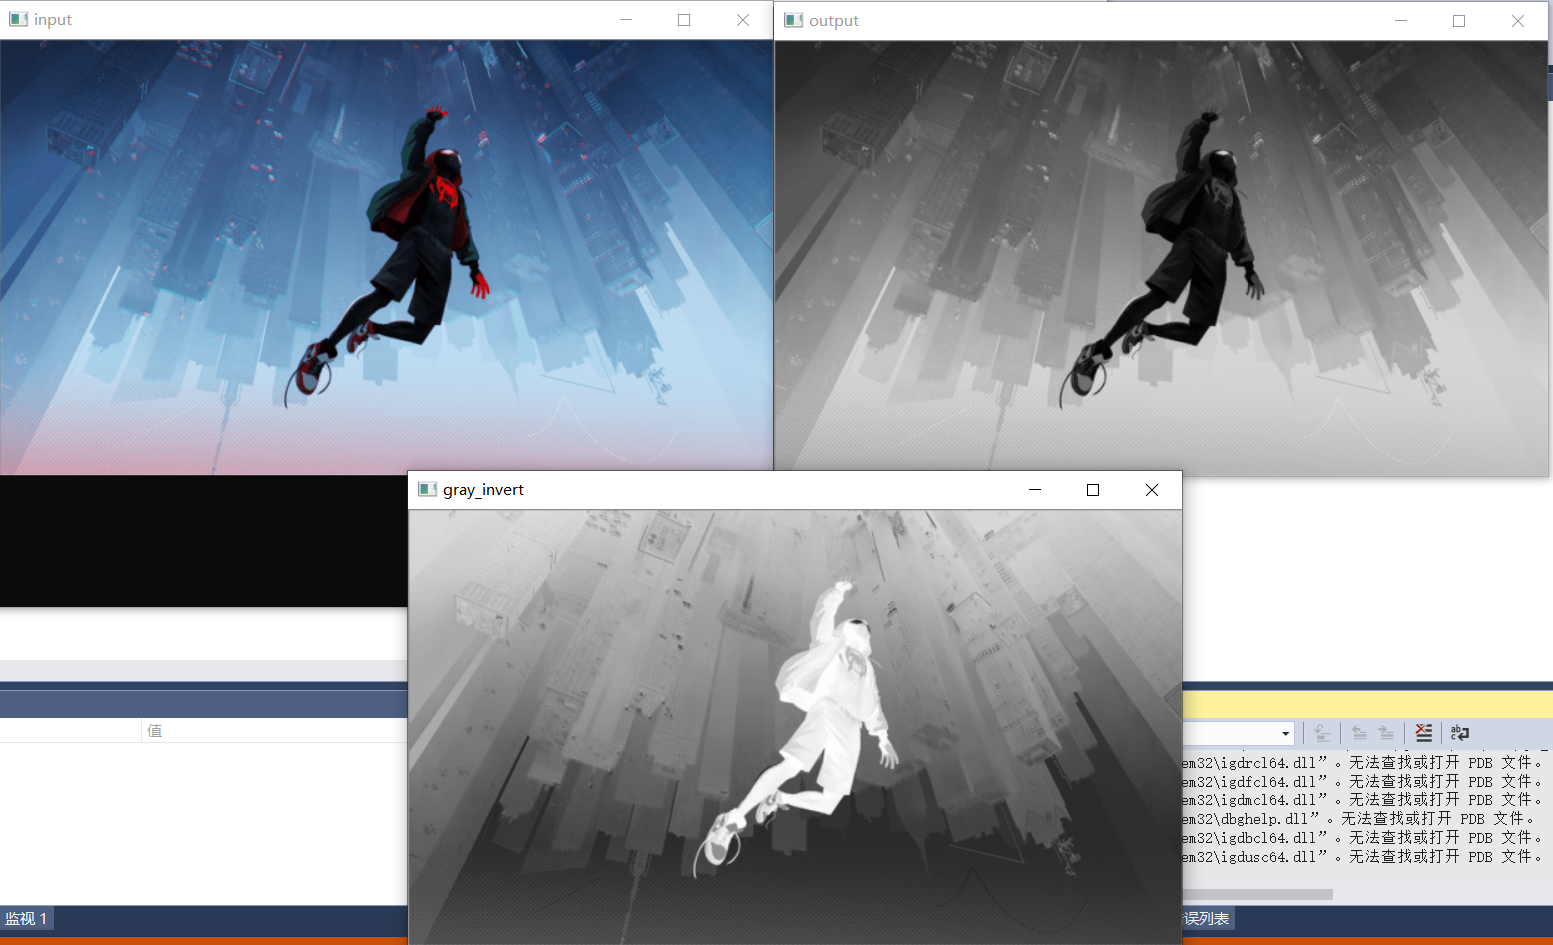 input
output
gray_invert
值
em32\igdrcl64.dll”。无法查找或打开 PDB 文件。
em32\igdfcl64.dll”。无法查找或打开 PDB 文件。
em32\igdmcl64.dll”。无法查找或打开 PDB 文件。
em32\dbghelp.dll”。无法查找或打开 PDB 文件。
em32\igdbcl64.dll”。无法查找或打开 PDB 文件。
em32\igdusc64.dll”。无法查找或打开 PDB 文件。
监视 1
误列表